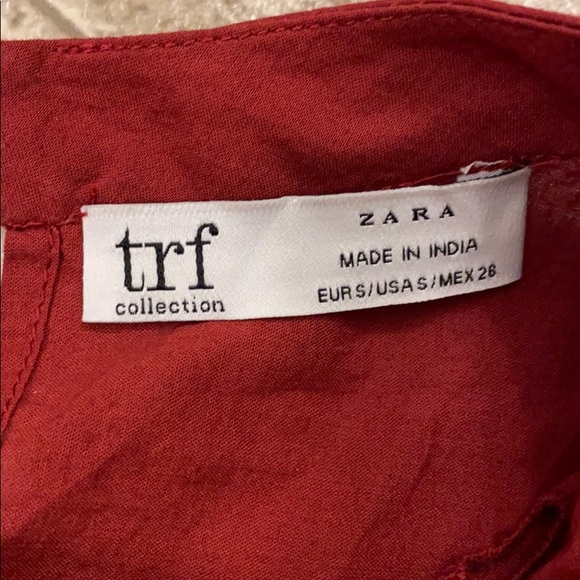 trf
collection
ZARA
MADE IN INDIA
EUR S/USA S/MEX 26